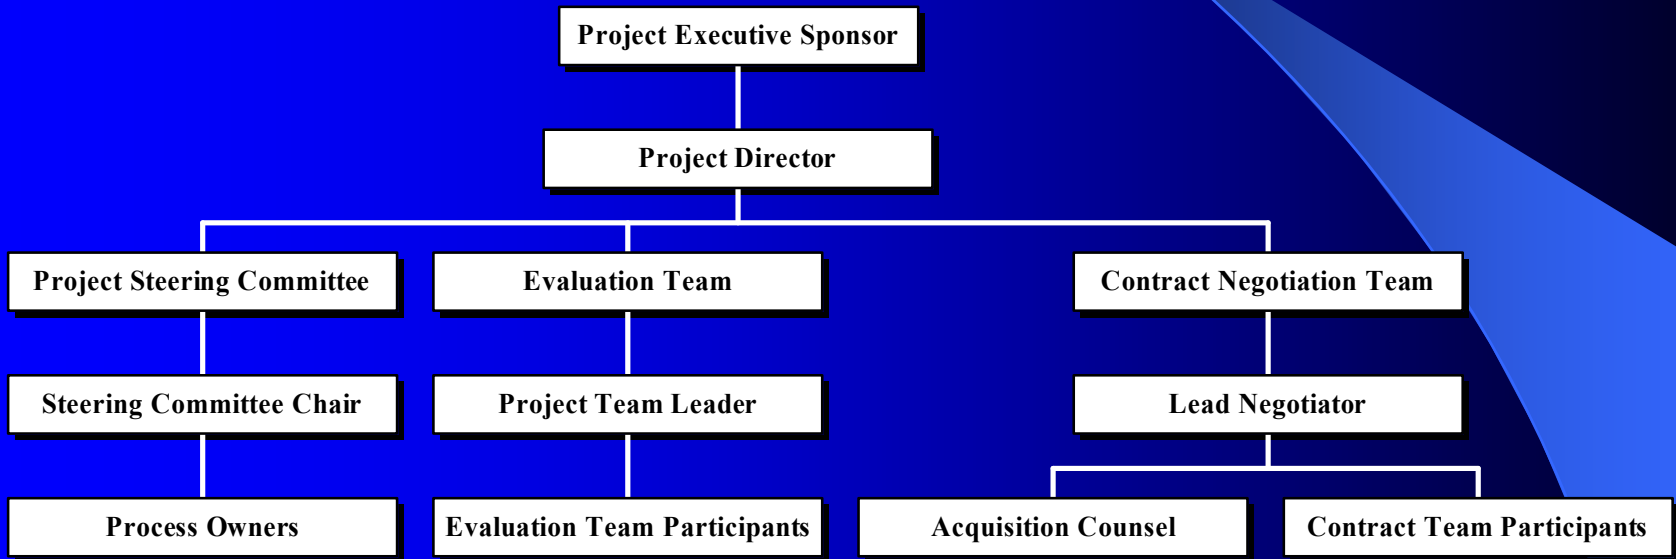 Project Executive Sponsor
Project Director
Project Steering Committee
Evaluation Team
Contract Negotiation Team
Steering Committee Chair
Project Team Leader
Lead Negotiator
Process Owners
Evaluation Team Participants
Acquisition Counsel
Contract Team Participants